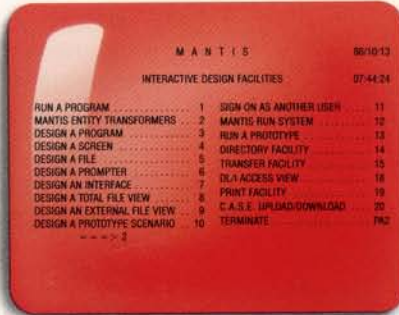 MANTIS 86/10/13
INTERACTIVE DESIGN FACILITIES 07:44:24
RUN A PROGRAM .......... 1
MANTIS ENTITY TRANSFORMERS .. 2
DESIGN A PROGRAM .......... 3
DESIGN A SCREEN .......... 4
DESIGN A FILE .......... 5
DESIGN A PROMPTER .......... 6
DESIGN AN INTERFACE .......... 7
DESIGN A TOTAL FILE VIEW ..... 8
DESIGN AN EXTERNAL FILE VIEW .. 9
DESIGN A PROTOTYPE SCENARIO .. 10
= = = :- 2
SIGN ON AS ANOTHER USER ..... 11
MANTIS RUN SYSTEM .......... 12
RUN A PROTOTYPE .......... 13
DIRECTORY FACILITY .......... 14
TRANSFER FACILITY .......... 15
DL/I ACCESS VIEW .......... 18
PRINT FACILITY .......... 19
C.A.S.E. UPLOAD/DOWNLOAD ..... 20
TERMINATE .......... PA2